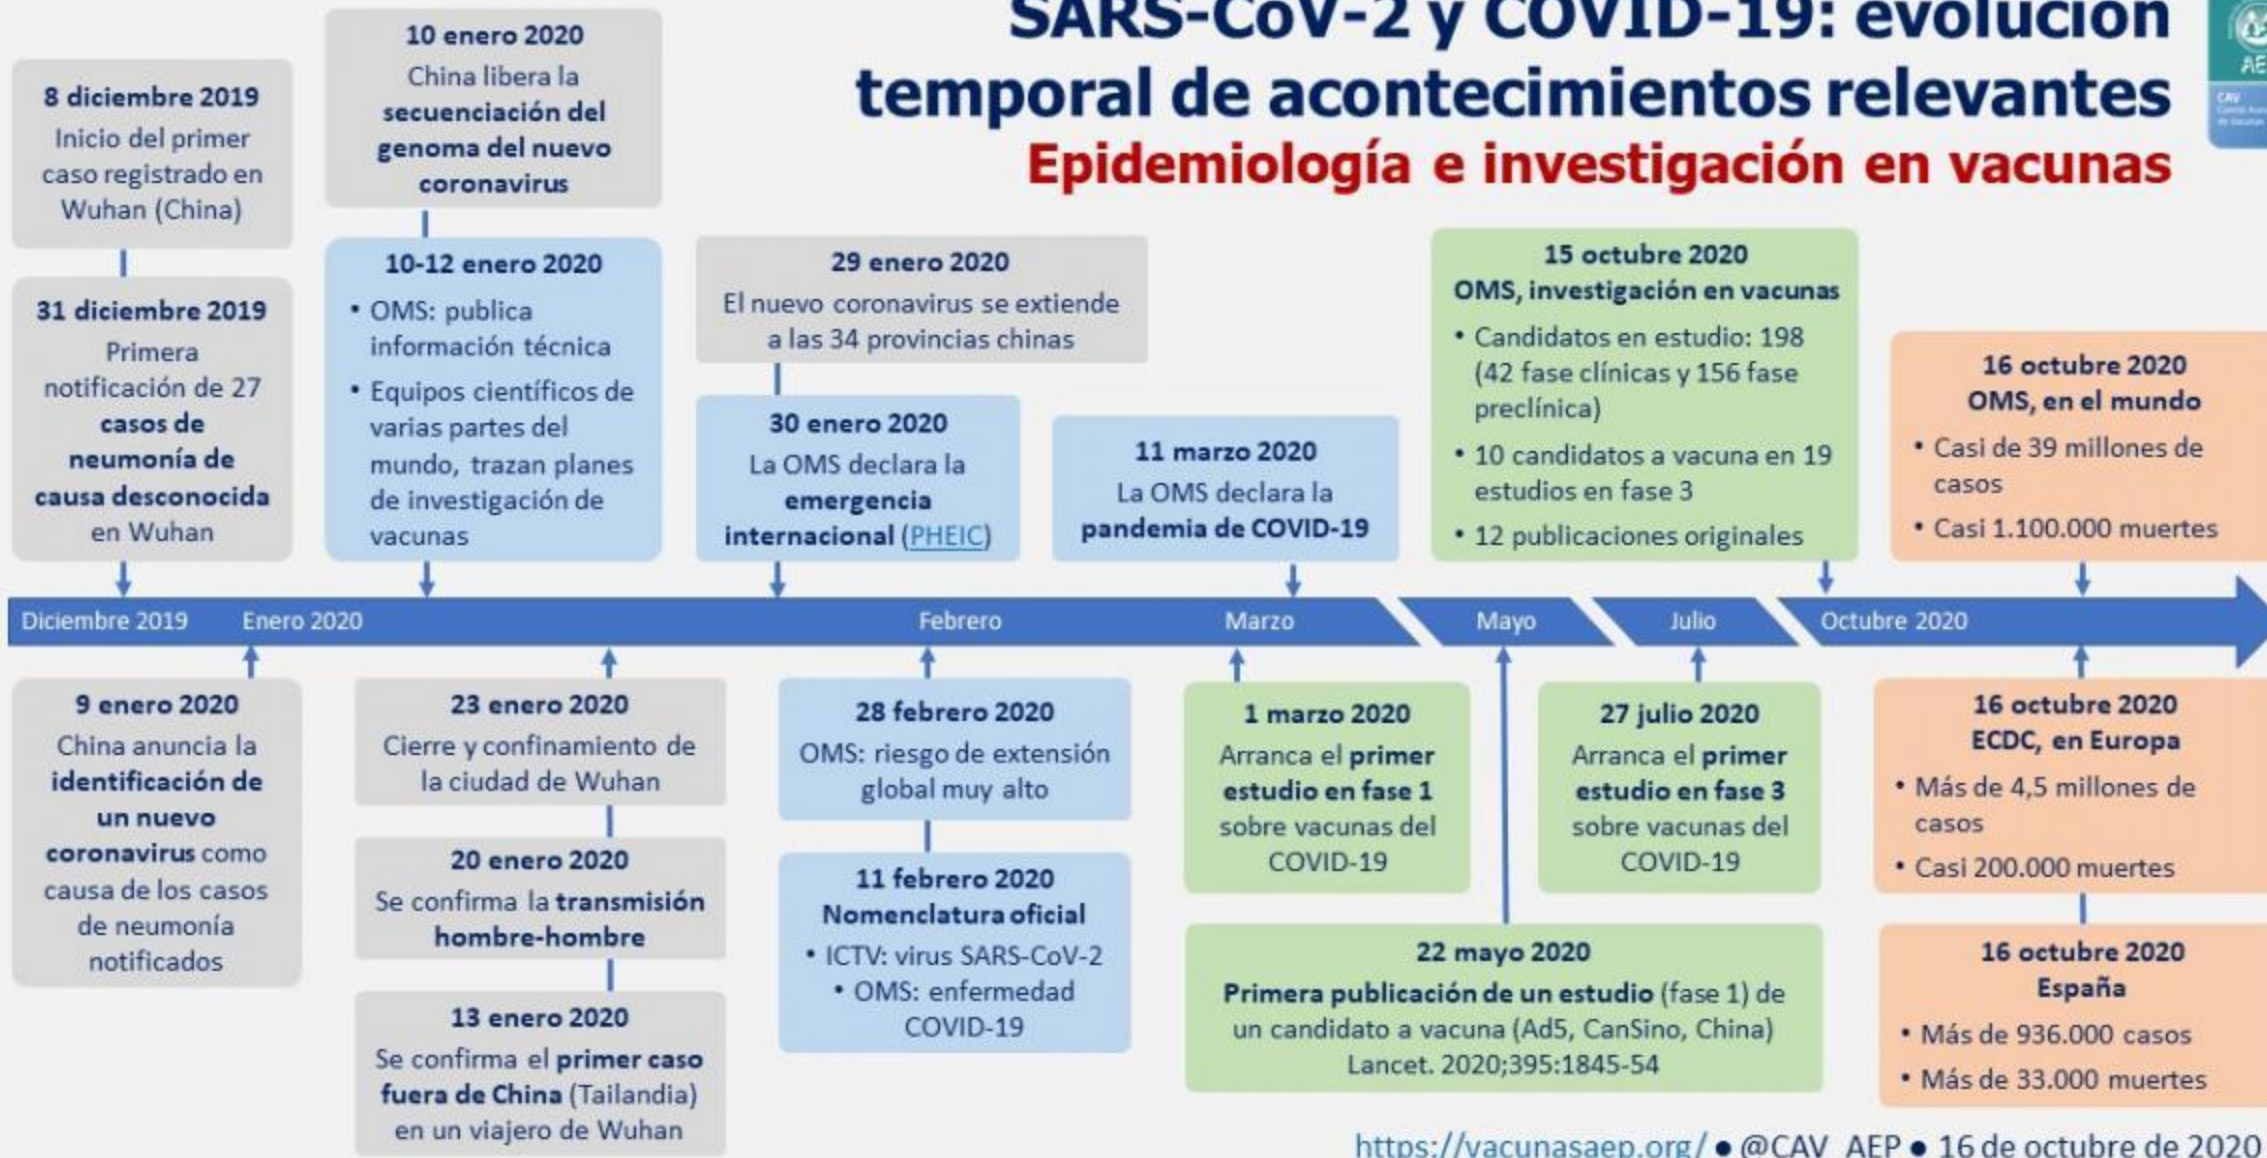 SARS-CoV-2 y COVID-19: evolución
temporal de acontecimientos relevantes
Epidemiología e investigación en vacunas
CAV
8 diciembre 2019
Inicio del primer
caso registrado en
Wuhan (China)
31 diciembre 2019
Primera
notificación de 27
casos de
neumonía de
causa desconocida
en Wuhan
10 enero 2020
China libera la
secuenciación del
genoma del nuevo
coronavirus
10-12 enero 2020
• OMS: publica
información técnica
• Equipos científicos de
varias partes del
mundo, trazan planes
de investigación de
vacunas
29 enero 2020
El nuevo coronavirus se extiende
a las 34 provincias chinas
30 enero 2020
La OMS declara la
emergencia
internacional (PHEIC)
11 marzo 2020
La OMS declara la
pandemia de COVID-19
15 octubre 2020
OMS, investigación en vacunas
• Candidatos en estudio: 198
(42 fase clínicas y 156 fase
preclínica)
• 10 candidatos a vacuna en 19
estudios en fase 3
• 12 publicaciones originales
16 octubre 2020
OMS, en el mundo
• Casi de 39 millones de
casos
• Casi 1.100.000 muertes
Diciembre 2019 Enero 2020 Febrero Marzo Mayo Julio Octubre 2020
9 enero 2020
China anuncia la
identificación de
un nuevo
coronavirus como
causa de los casos
de neumonía
notificados
23 enero 2020
Cierre y confinamiento de
la ciudad de Wuhan
20 enero 2020
Se confirma la transmisión
hombre-hombre
13 enero 2020
Se confirma el primer caso
fuera de China (Tailandia)
en un viajero de Wuhan
28 febrero 2020
OMS: riesgo de extensión
global muy alto
11 febrero 2020
Nomenclatura oficial
• ICTV: virus SARS-CoV-2
• OMS: enfermedad
COVID-19
1 marzo 2020
Arranca el primer
estudio en fase 1
sobre vacunas del
COVID-19
27 julio 2020
Arranca el primer
estudio en fase 3
sobre vacunas del
COVID-19
22 mayo 2020
Primera publicación de un estudio (fase 1) de
un candidato a vacuna (Ad5, CanSino, China)
Lancet. 2020;395:1845-54
16 octubre 2020
ECDC, en Europa
• Más de 4,5 millones de
casos
• Casi 200.000 muertes
16 octubre 2020
España
• Más de 936.000 casos
• Más de 33.000 muertes
https://vacunasaep.org/ ● @CAV_AEP ● 16 de octubre de 2020